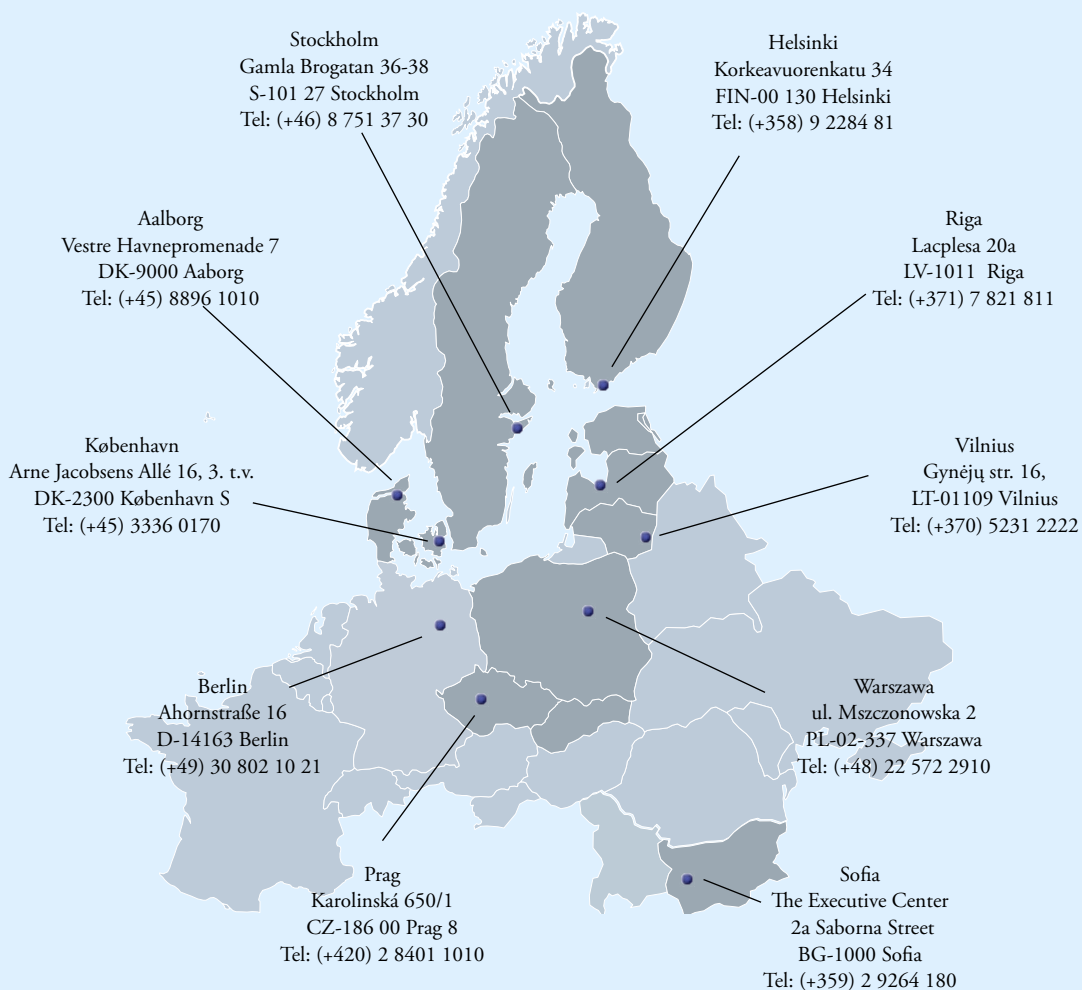 Stockholm
Gamla Brogatan 36-38
S-101 27 Stockholm
Tel: (+46) 8 751 37 30
Helsinki
Korkeavuorenkatu 34
FIN-00 130 Helsinki
Tel: (+358) 9 2284 81
Aalborg
Vestre Havnepromenade 7
DK-9000 Aaborg
Tel: (+45) 8896 1010
Riga
Lacplesa 20a
LV-1011 Riga
Tel: (+371) 7 821 811
København
Arne Jacobsens Allé 16, 3. t.v.
DK-2300 København S
Tel: (+45) 3336 0170
Vilnius
Gynėjų str. 16,
LT-01109 Vilnius
Tel: (+370) 5231 2222
Berlin
Ahornstraße 16
D-14163 Berlin
Tel: (+49) 30 802 10 21
Warszawa
ul. Mszczonowska 2
PL-02-337 Warszawa
Tel: (+48) 22 572 2910
Prag
Karolinská 650/1
CZ-186 00 Prag 8
Tel: (+420) 2 8401 1010
Sofia
The Executive Center
2a Saborna Street
BG-1000 Sofia
Tel: (+359) 2 9264 180